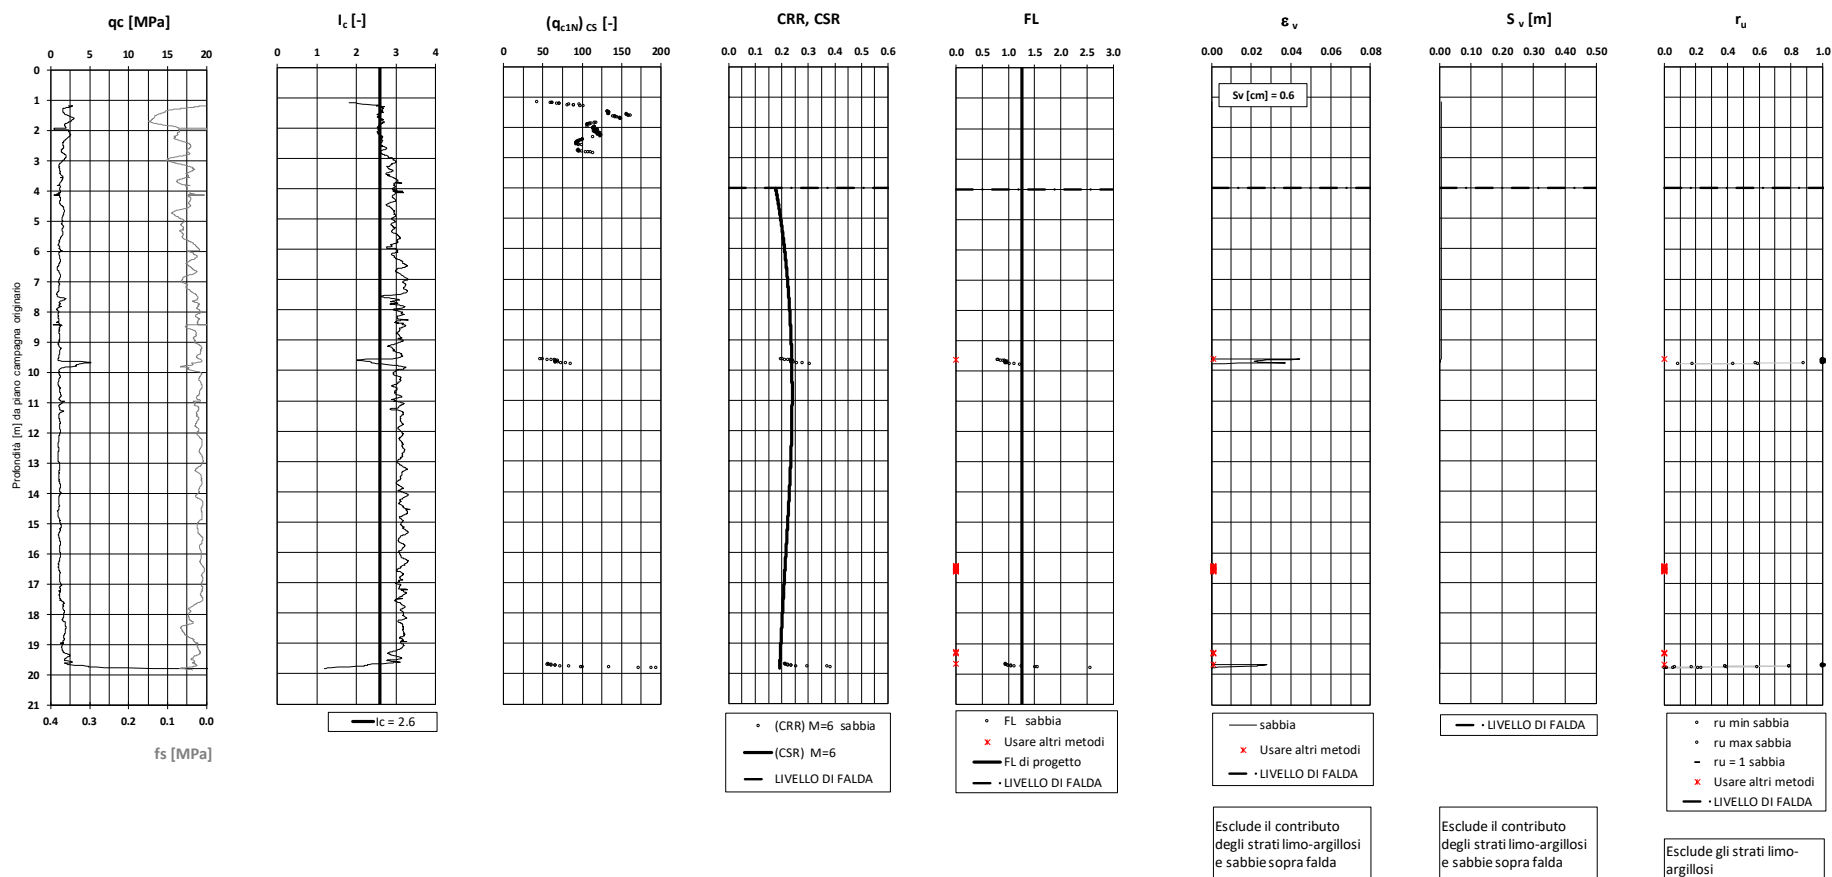 qc [MPa]
0 5 10 15 20
Profondità [m] da piano campagna originario
0
1
2
3
4
5
6
7
8
9
10
11
12
13
14
15
16
17
18
19
20
21
0.4 0.3 0.2 0.1 0.0
fs [MPa]
Ic [-]
0 1 2 3 4
Ic = 2.6
(qc1N) CS [-]
0 50 100 150 200
CRR, CSR
0.0 0.1 0.2 0.3 0.4 0.5 0.6
(CRR) M=6 sabbia
(CSR) M=6
LIVELLO DI FALDA
FL
0.0 0.5 1.0 1.5 2.0 2.5 3.0
FL sabbia
Usare altri metodi
FL di progetto
LIVELLO DI FALDA
εv
0.00 0.02 0.04 0.06 0.08
Sv [cm] = 0.6
sabbia
Usare altri metodi
LIVELLO DI FALDA
Esclude il contributo
degli strati limo-argillosi
e sabbie sopra falda
Sv [m]
0.00 0.10 0.20 0.30 0.40 0.50
LIVELLO DI FALDA
Esclude il contributo
degli strati limo-argillosi
e sabbie sopra falda
ru
0.0 0.2 0.4 0.6 0.8 1.0
ru min sabbia
ru max sabbia
ru = 1 sabbia
Usare altri metodi
LIVELLO DI FALDA
Esclude gli strati limo-
argillosi